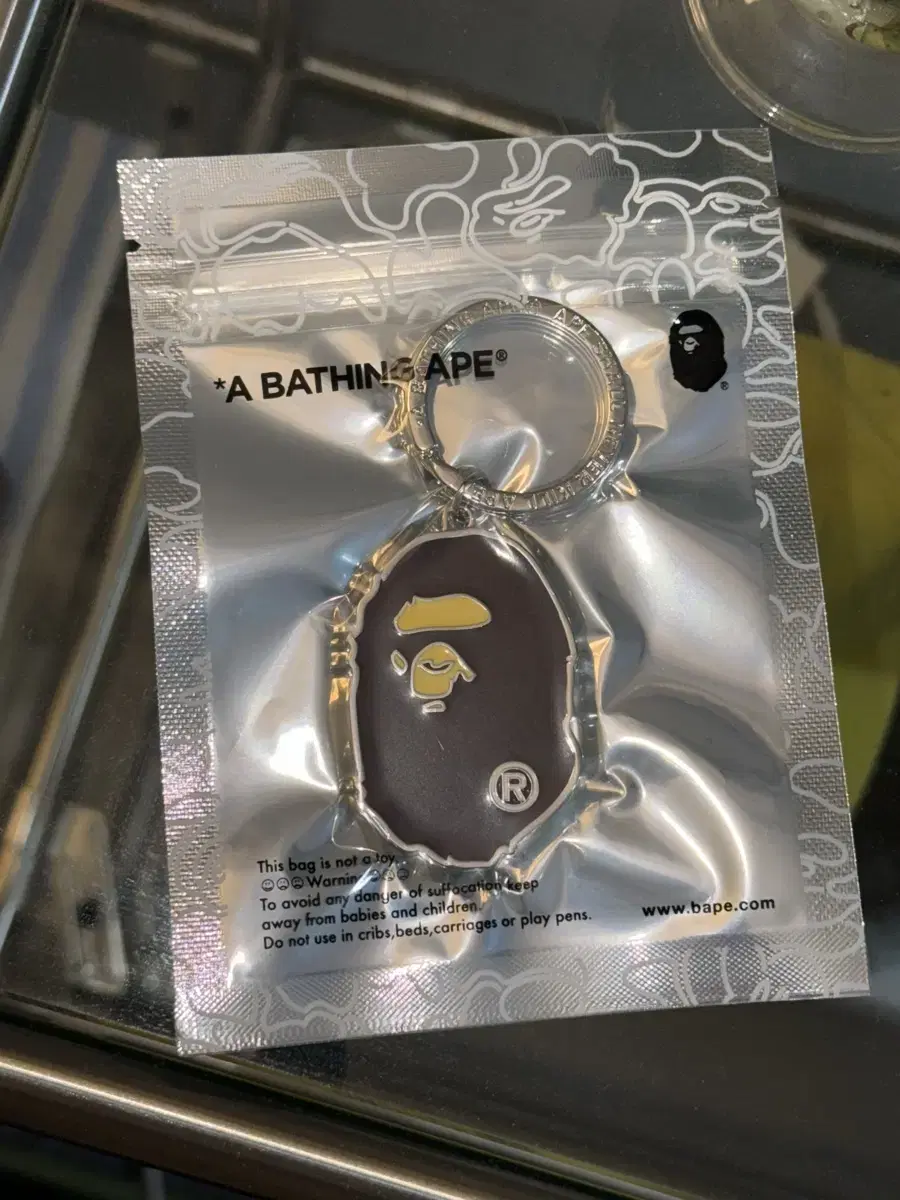 *A BATHING APE®
®
R
This bag is not a toy.
Warning
To avoid any danger of suffocation keep
away from babies and children.
Do not use in cribs,beds,carriages or play pens.
www.bape.com